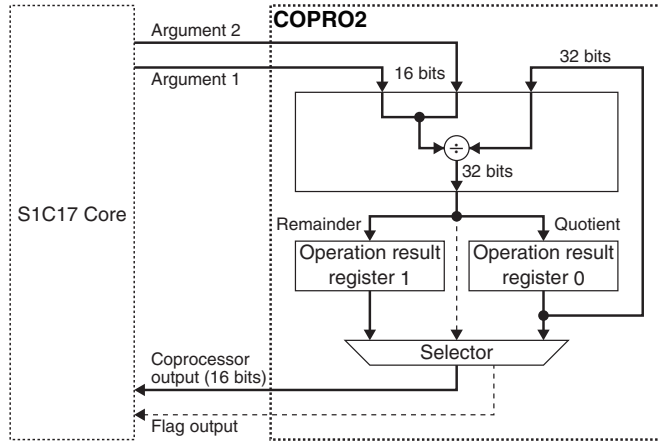 COPRO2
Argument 2
Argument 1
16 bits
32 bits
÷
32 bits
S1C17 Core
Remainder
Quotient
Operation result
register 1
Operation result
register 0
Selector
Coprocessor
output (16 bits)
Flag output